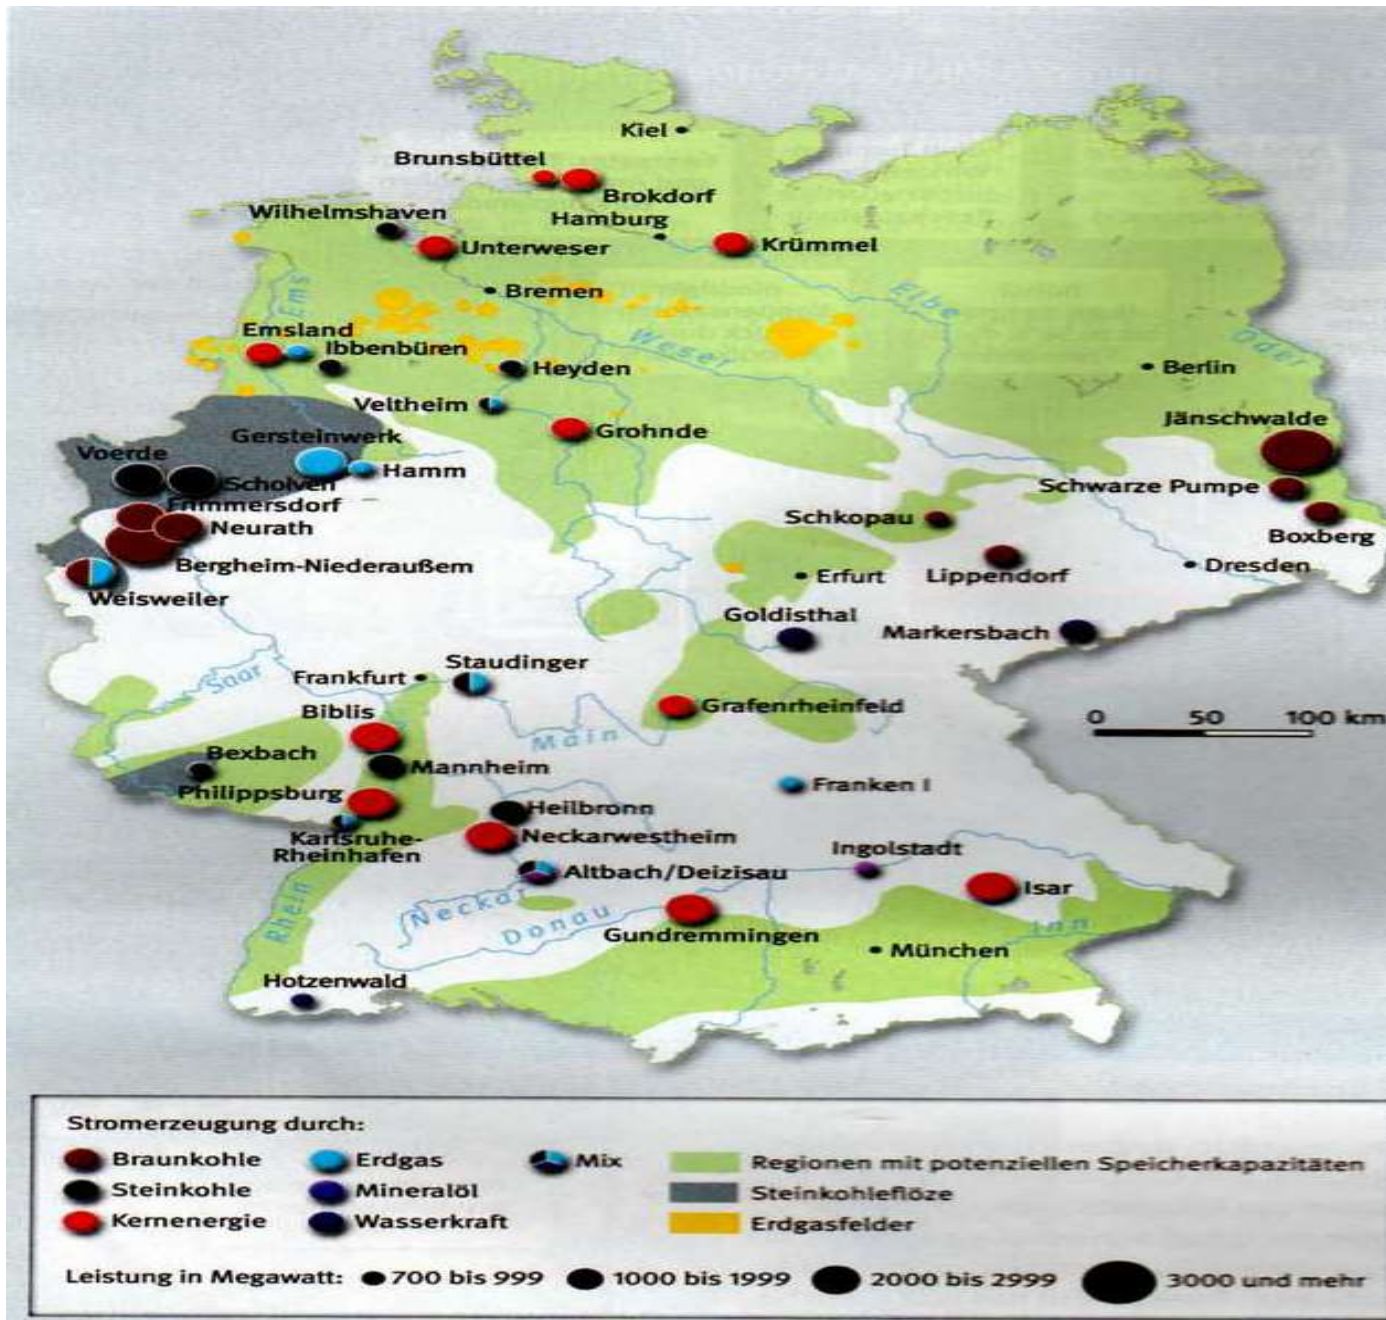 Kiel
Brunsbüttel
Brokdorf
Wilhelmshaven
Hamburg
Unterweser
Krümmel
Ems
Bremen
Elbe
Weser
Oder
Emsland
Ibbenbüren
Heyden
Berlin
Veltheim
Grohnde
Jänschwalde
Gersteinwerk
Voerde
Hamm
Scholven
Schwarze Pumpe
Frimmersdorf
Neurath
Schkopau
Boxberg
Bergheim-Niederaußem
Lippendorf
Dresden
Erfurt
Weisweiler
Goldisthal
Markersbach
Staudinger
Frankfurt
Saar
Biblis
Grafenrheinfeld
0 50 100 km
Main
Bexbach
Mannheim
Philippsburg
Franken I
Heilbronn
Karlsruhe-
Rheinhafen
Neckarwestheim
Ingolstadt
Altbach/Deizisau
Isar
Rhein
Neckar
Donau
Inn
Gundremmingen
München
Hotzenwald
Stromerzeugung durch:
Braunkohle Erdgas Mix Regionen mit potenziellen Speicherkapazitäten
Steinkohle Mineralöl Steinkohleflöze
Kernenergie Wasserkraft Erdgasfelder
Leistung in Megawatt: 700 bis 999 1000 bis 1999 2000 bis 2999 3000 und mehr